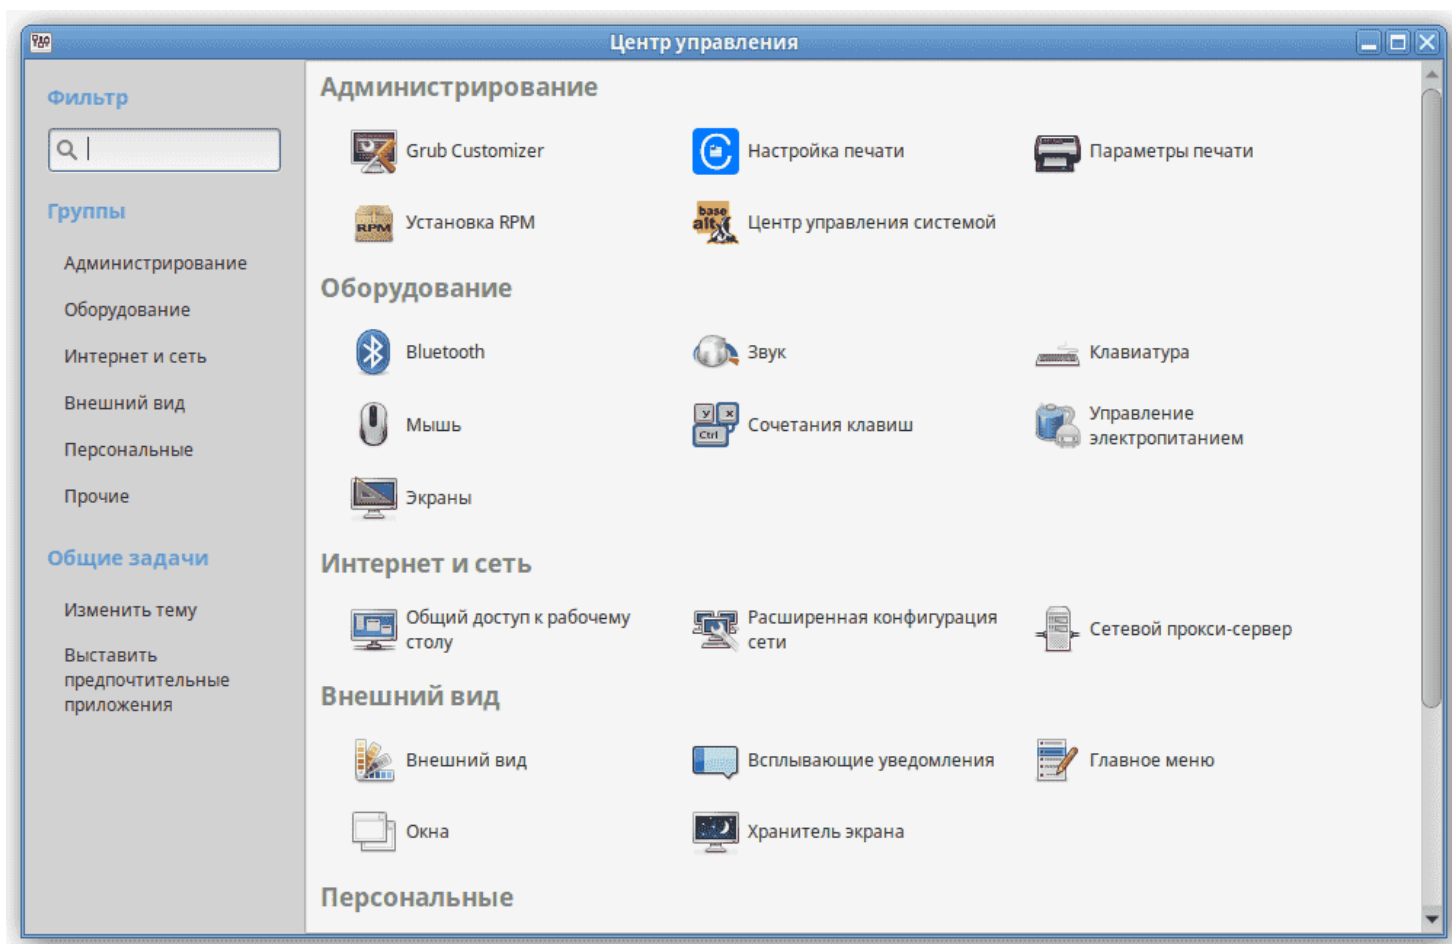 Центр управления
Фильтр
Группы
Администрирование
Оборудование
Интернет и сеть
Внешний вид
Персональные
Прочие
Общие задачи
Изменить тему
Выставить
предпочтительные
приложения
Администрирование
Grub Customizer
Настройка печати
Параметры печати
RPM
Установка RPM
base
alt
Центр управления системой
Оборудование
Bluetooth
Звук
Клавиатура
Мышь
Y X
Ctrl
Сочетания клавиш
Управление
электропитанием
Экраны
Интернет и сеть
Общий доступ к рабочему
столу
Расширенная конфигурация
сети
Сетевой прокси-сервер
Внешний вид
Внешний вид
Всплывающие уведомления
Главное меню
Окна
Хранитель экрана
Персональные